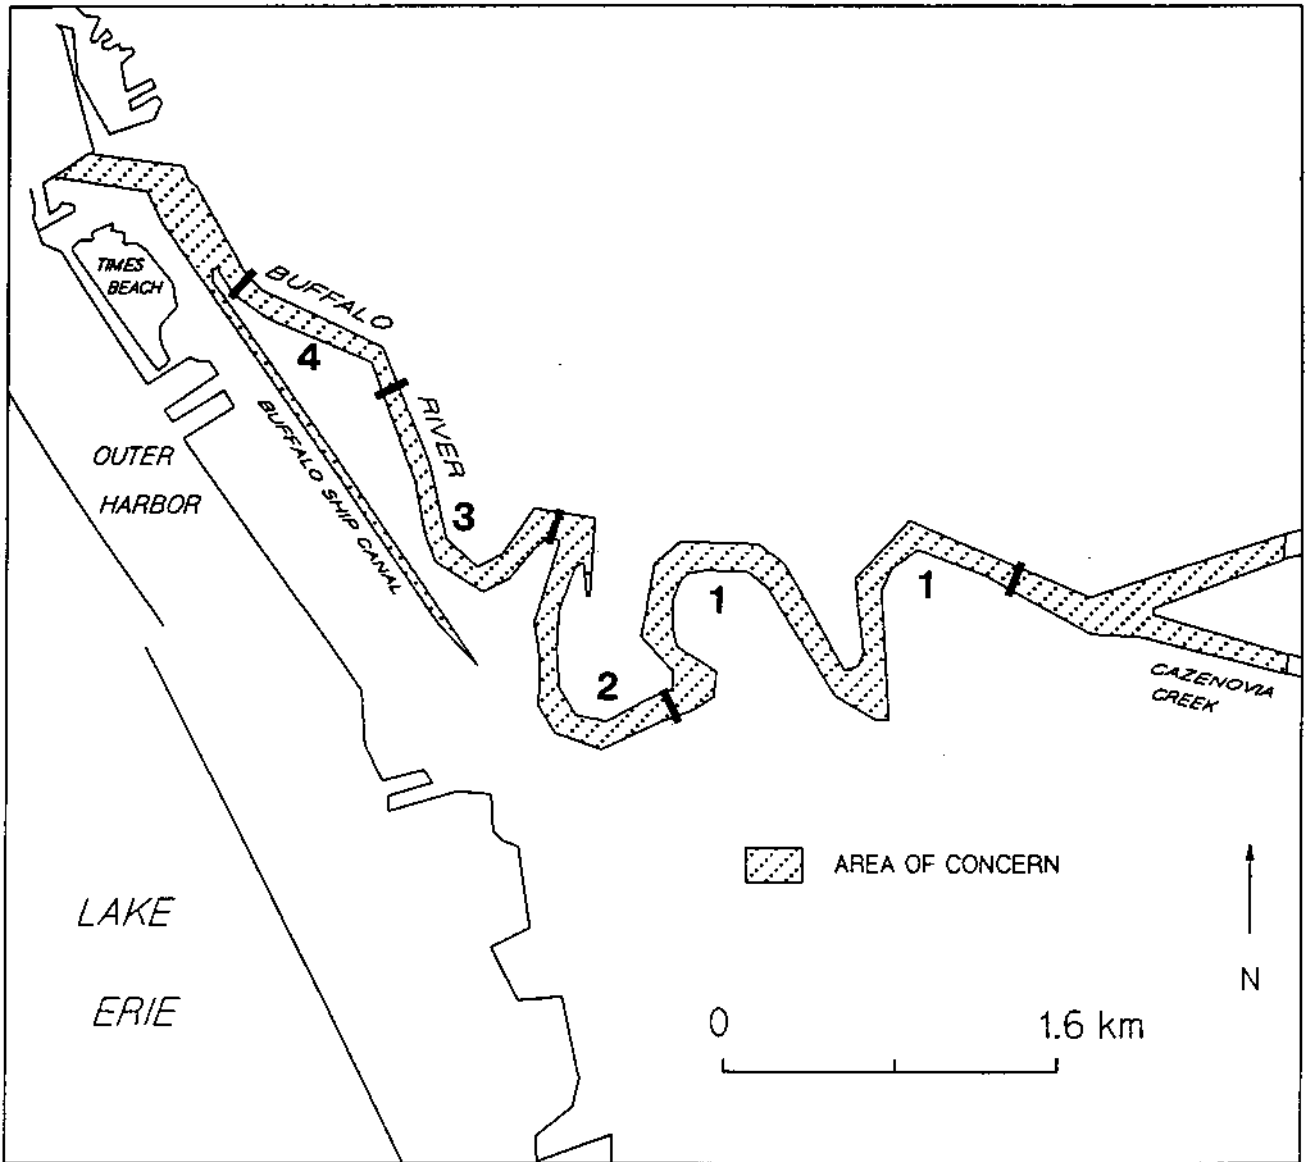 TIMES
BEACH
BUFFALO
RIVER
4
BUFFALO SHIP CANAL
OUTER
HARBOR
3
1
1
2
CAZENOVIA
CREEK
AREA OF CONCERN
LAKE
ERIE
N
0
1.6 km